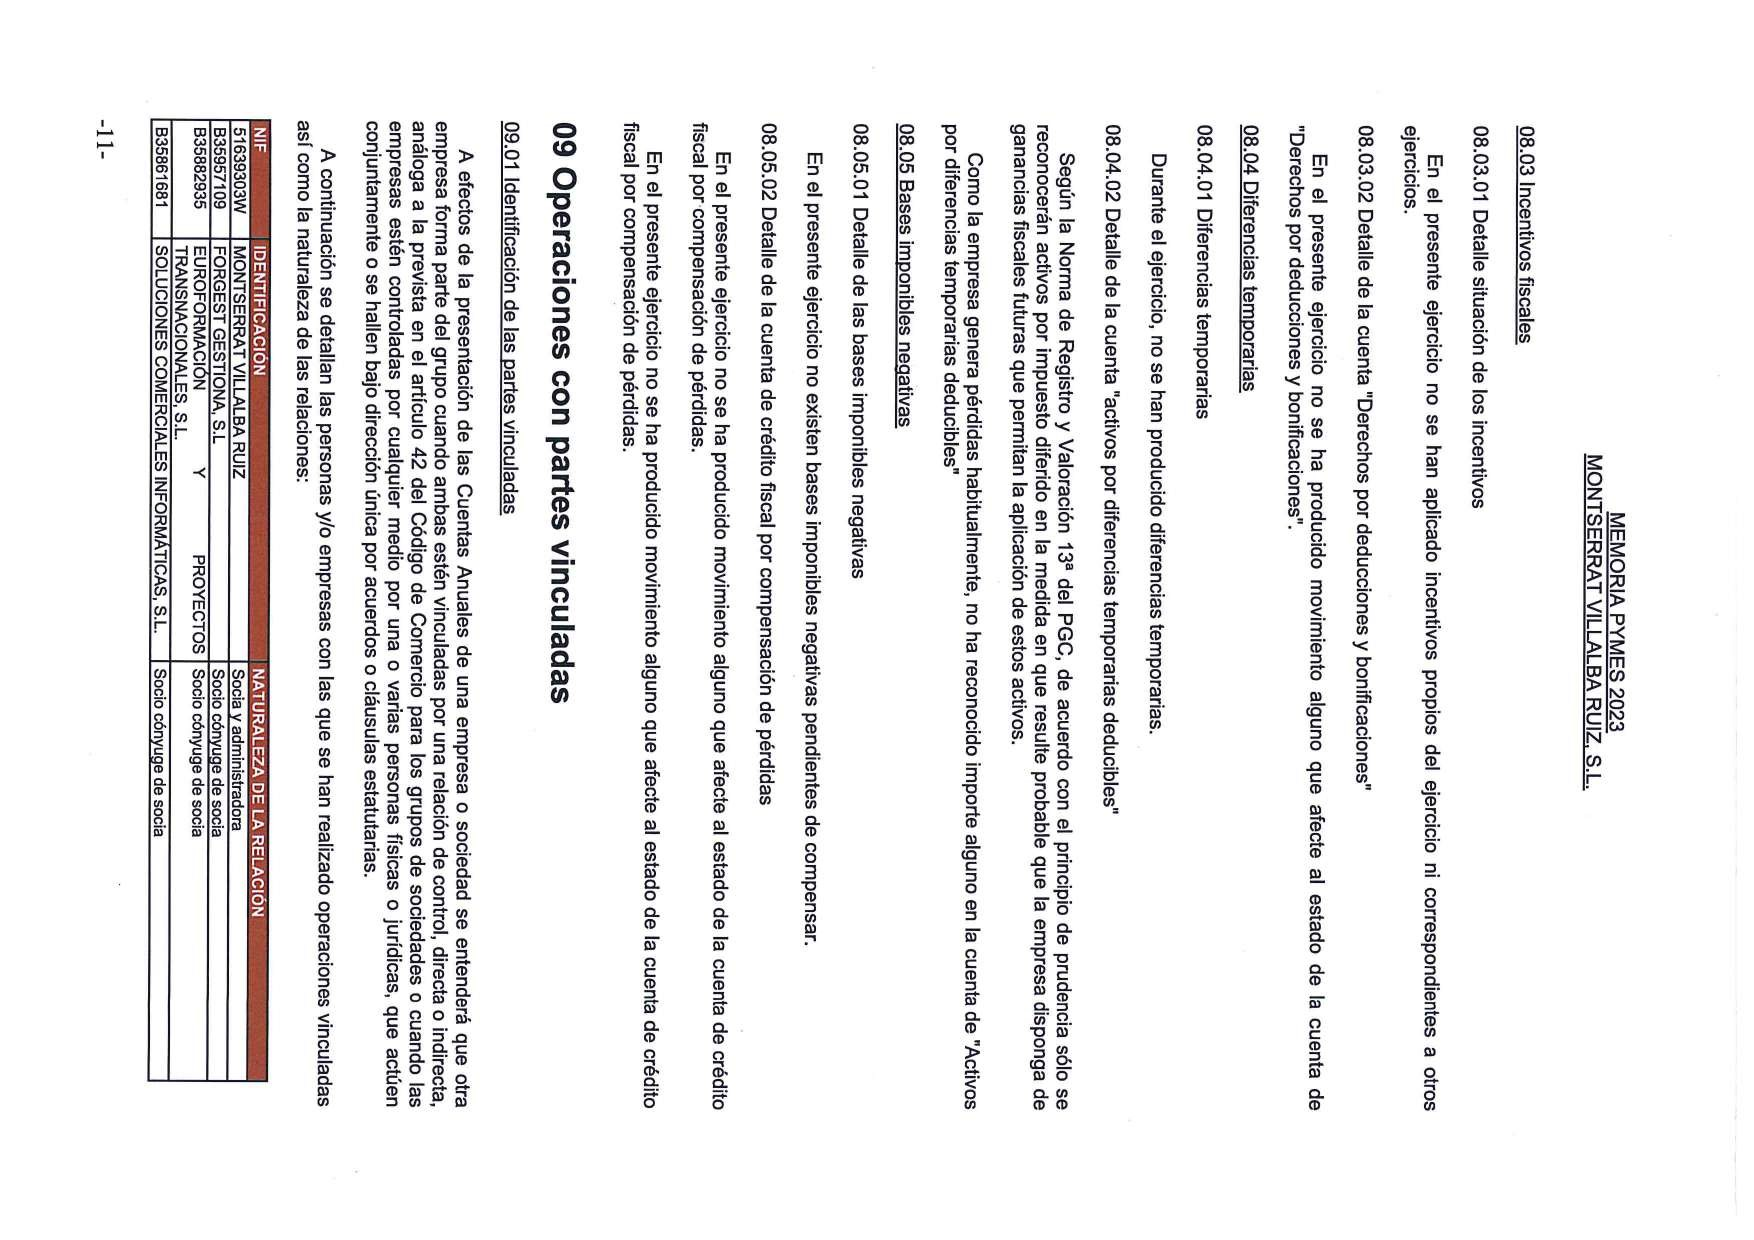 MEMORIA PYMES 2023
MONTSERRAT VILLALBA RUIZ, S.L.
08.03 Incentivos fiscales
08.03.01 Detalle situación de los incentivos
En el presente ejercicio no se han aplicado incentivos propios del ejercicio ni correspondientes a otros
ejercicios.
08.03.02 Detalle de la cuenta "Derechos por deducciones y bonificaciones"
En el presente ejercicio no se ha producido movimiento alguno que afecte al estado de la cuenta de
"Derechos por deducciones y bonificaciones".
08.04 Diferencias temporarias
08.04.01 Diferencias temporarias
Durante el ejercicio, no se han producido diferencias temporarias.
08.04.02 Detalle de la cuenta "activos por diferencias temporarias deducibles"
Según la Norma de Registro y Valoración 13ª del PGC, de acuerdo con el principio de prudencia sólo se
reconocerán activos por impuesto diferido en la medida en que resulte probable que la empresa disponga de
ganancias fiscales futuras que permitan la aplicación de estos activos.
Como la empresa genera pérdidas habitualmente, no ha reconocido importe alguno en la cuenta de "Activos
por diferencias temporarias deducibles"
08.05 Bases imponibles negativas
08.05.01 Detalle de las bases imponibles negativas
En el presente ejercicio no existen bases imponibles negativas pendientes de compensar.
08.05.02 Detalle de la cuenta de crédito fiscal por compensación de pérdidas
En el presente ejercicio no se ha producido movimiento alguno que afecte al estado de la cuenta de crédito
fiscal por compensación de pérdidas.
En el presente ejercicio no se ha producido movimiento alguno que afecte al estado de la cuenta de crédito
fiscal por compensación de pérdidas.
09 Operaciones con partes vinculadas
09.01 Identificación de las partes vinculadas
A efectos de la presentación de las Cuentas Anuales de una empresa o sociedad se entenderá que otra
empresa forma parte del grupo cuando ambas estén vinculadas por una relación de control, directa o indirecta,
análoga a la prevista en el artículo 42 del Código de Comercio para los grupos de sociedades o cuando las
empresas estén controladas por cualquier medio por una o varias personas físicas o jurídicas, que actúen
conjuntamente o se hallen bajo dirección única por acuerdos o cláusulas estatutarias.
A continuación se detallan las personas y/o empresas con las que se han realizado operaciones vinculadas
así como la naturaleza de las relaciones:
NIF IDENTIFICACIÓN NATURALEZA DE LA RELACIÓN
51639303W MONTSERRAT VILLALBA RUIZ Socia y administradora
B35957109 FORGEST GESTIONA, S.L Socio cónyuge de socia
B35882935 EUROFORMACIÓN Y PROYECTOS Socio cónyuge de socia
TRANSNACIONALES, S.L.
B35861681 SOLUCIONES COMERCIALES INFORMÁTICAS, S.L. Socio cónyuge de socia
-11-